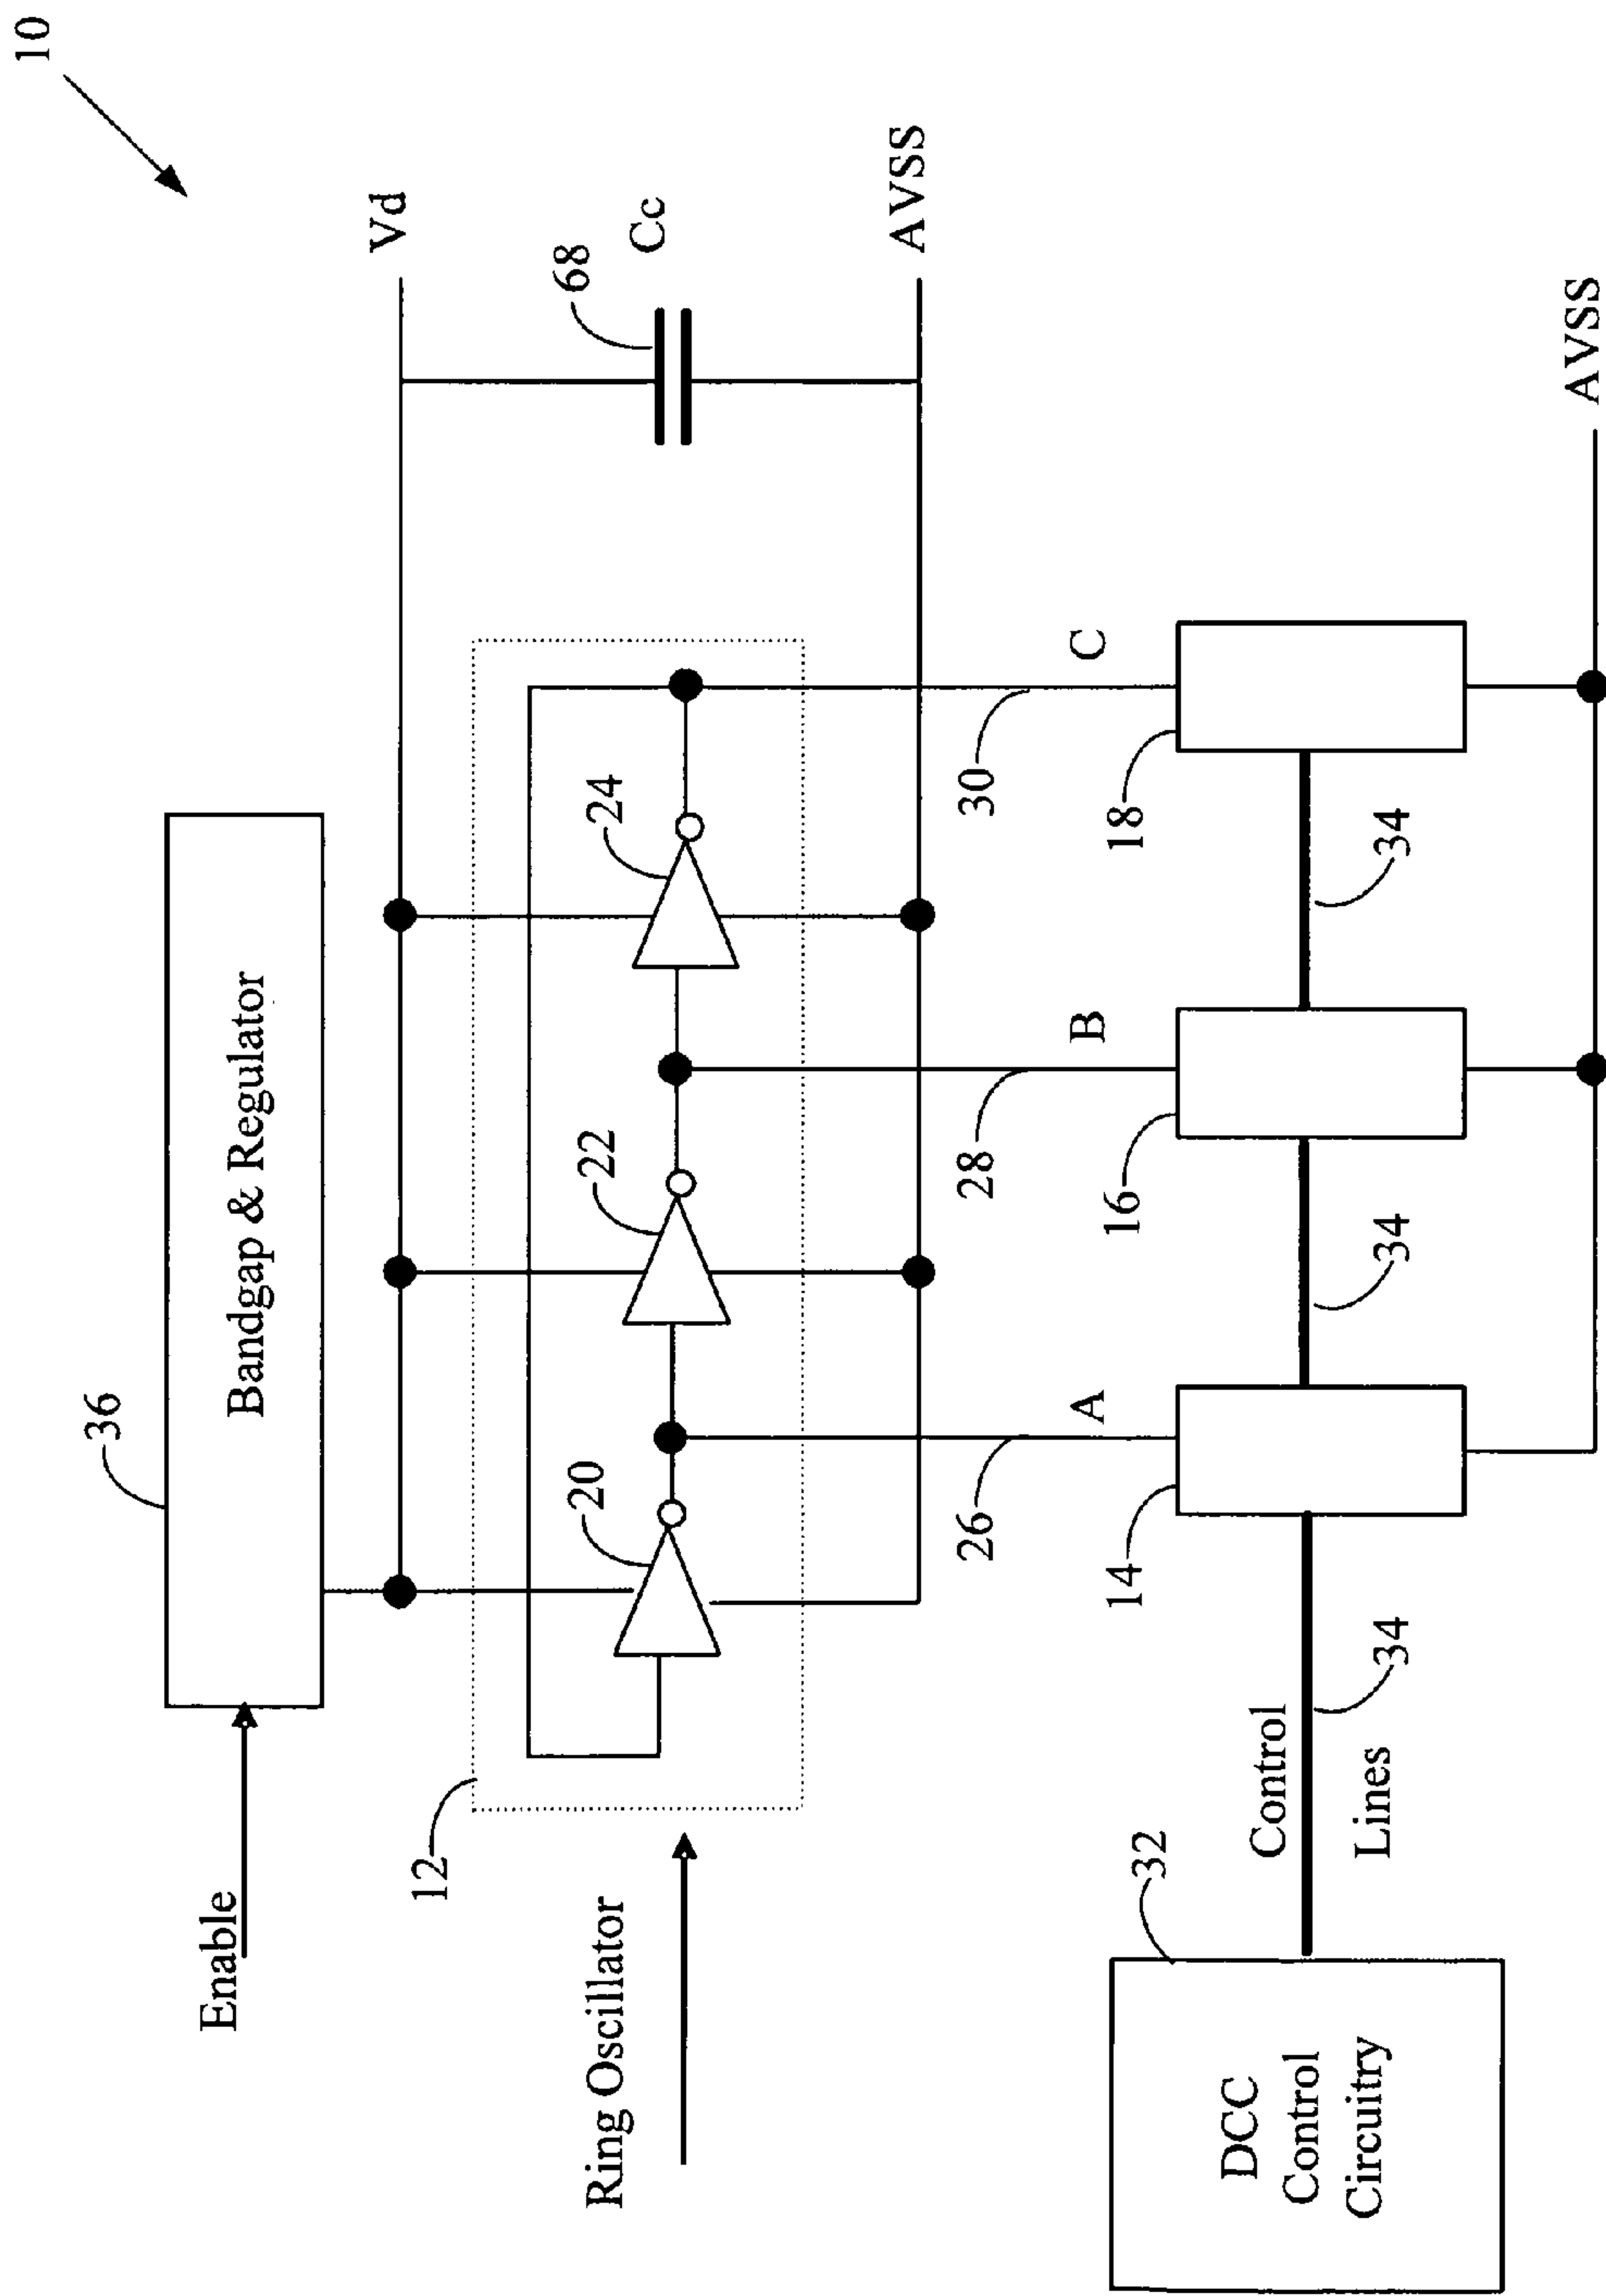 10
36
Bandgap & Regulator
Enable
Vd
12
20
22
24
68
Cc
Ring Oscillator
AVSS
26
A
28
B
30
C
14
16
18
32
DCC
Control
Circuitry
Control
Lines
34
34
34
AVSS